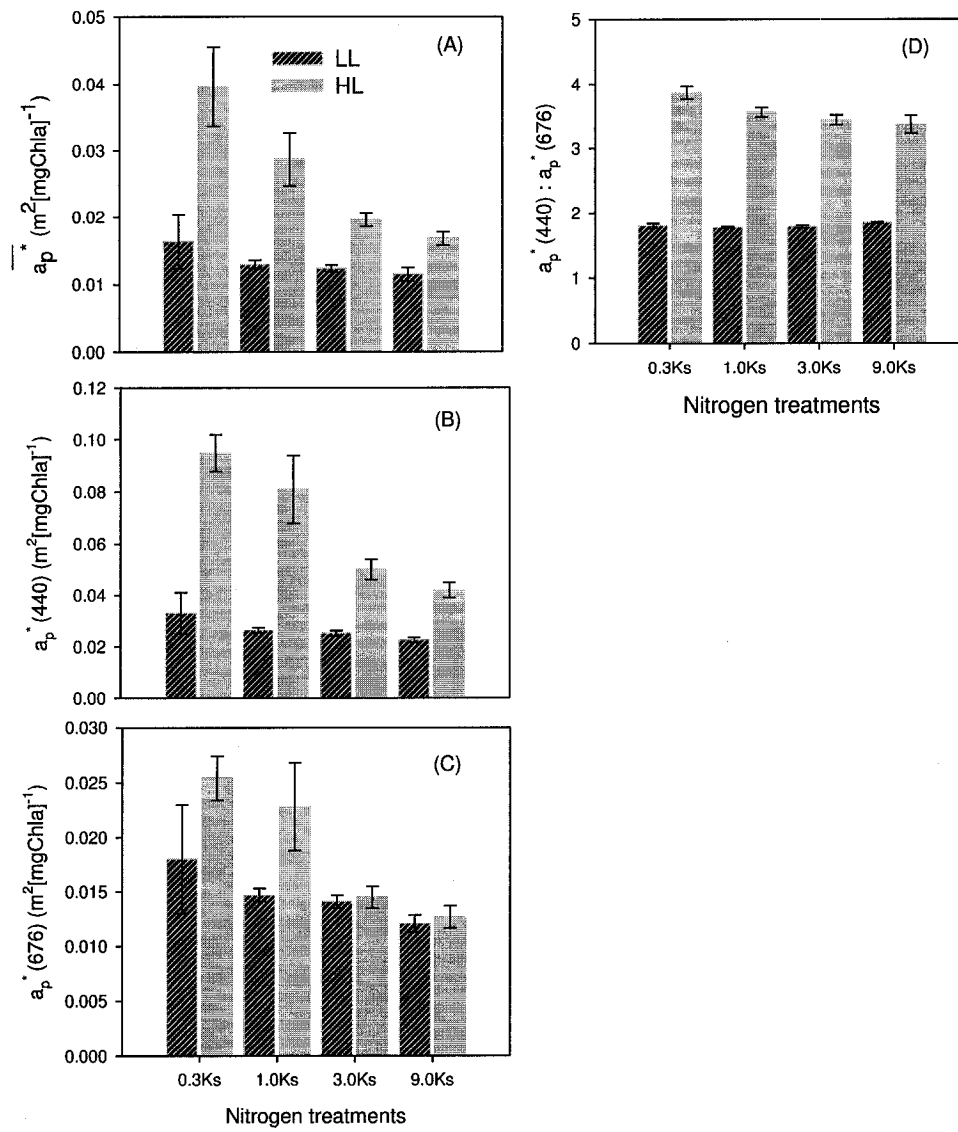 0.05
(A)
LL
HL
0.04
0.03
0.02
0.01
0.00
ap* (m2[mgChla]-1)
(D)
5
4
3
2
1
0
ap* (440) : ap* (676)
0.3Ks 1.0Ks 3.0Ks 9.0Ks
Nitrogen treatments
0.12
(B)
0.10
0.08
0.06
0.04
0.02
0.00
ap* (440) (m2[mgChla]-1)
0.030
(C)
0.025
0.020
0.015
0.010
0.005
0.000
ap* (676) (m2[mgChla]-1)
0.3Ks 1.0Ks 3.0Ks 9.0Ks
Nitrogen treatments